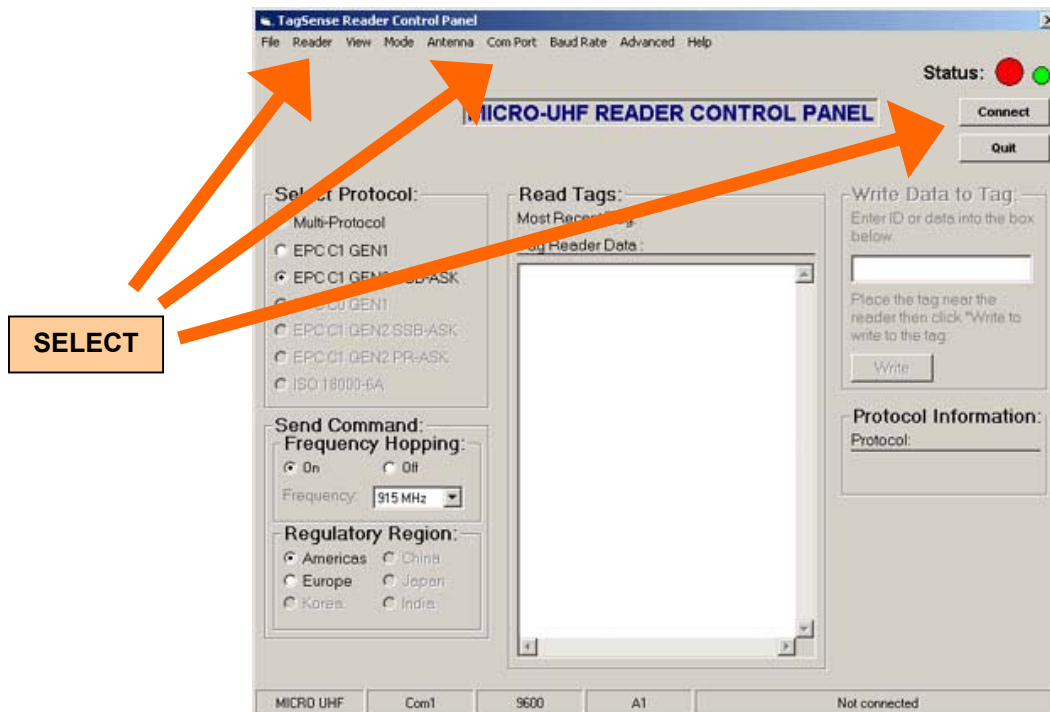 TagSense Reader Control Panel
File Reader View Mode Antenna Com Port Baud Rate Advanced Help
Status:
MICRO-UHF READER CONTROL PANEL
Connect
Quit
Select Protocol:
Multi-Protocol
EPC C1 GEN1
EPC C1 GEN2 DSB-ASK
EPC C0 GEN1
EPC C1 GEN2 SSB-ASK
EPC C1 GEN2 PR-ASK
ISO 18000-6A
SELECT
Send Command:
Frequency Hopping:
On Off
Frequency: 915 MHz
Regulatory Region:
Americas China
Europe Japan
Korea India
Read Tags:
Most Recent Tag:
Tag Reader Data :
Write Data to Tag:
Enter ID or data into the box
below.
Place the tag near the
reader then click "Write to
write to the tag.
Write
Protocol Information:
Protocol:
MICRO UHF Com1 9600 A1 Not connected